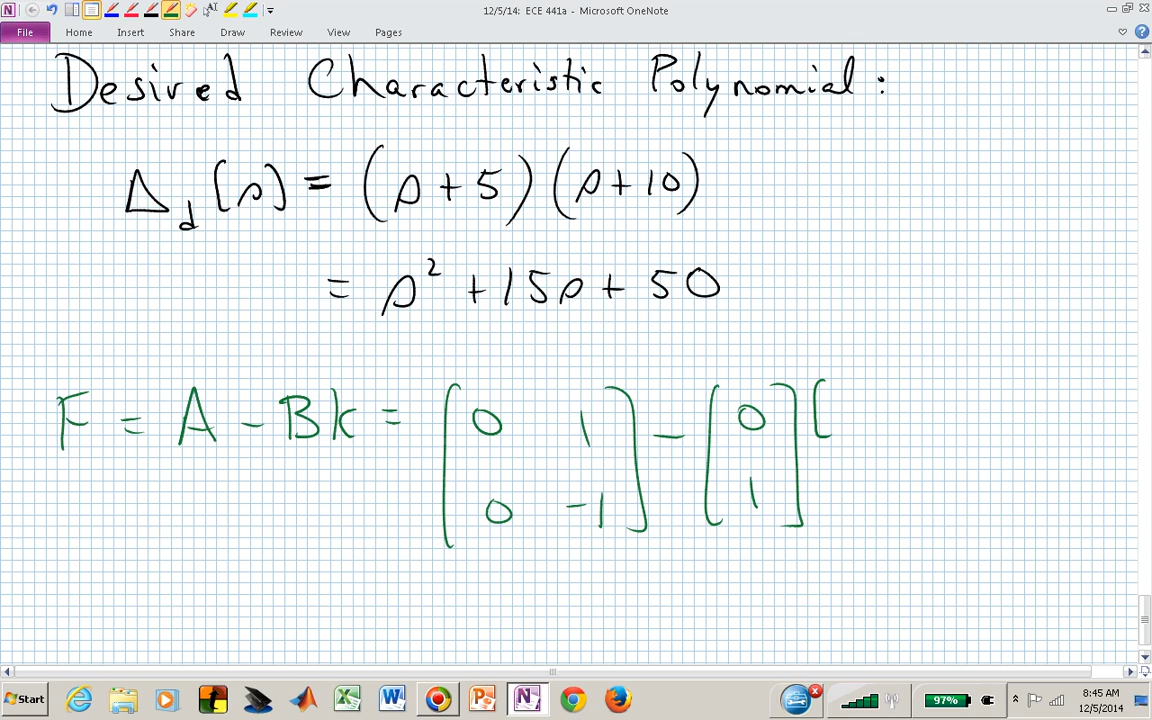 12/5/14: ECE 441a - Microsoft OneNote
File Home Insert Share Draw Review View Pages
Desired Characteristic Polynomial:
Δd(s) = (s+5)(s+10)
= s² + 15s + 50
F = A - BK = [0 1; 0 -1] - [0; 1] [
Start
97%
8:45 AM
12/5/2014